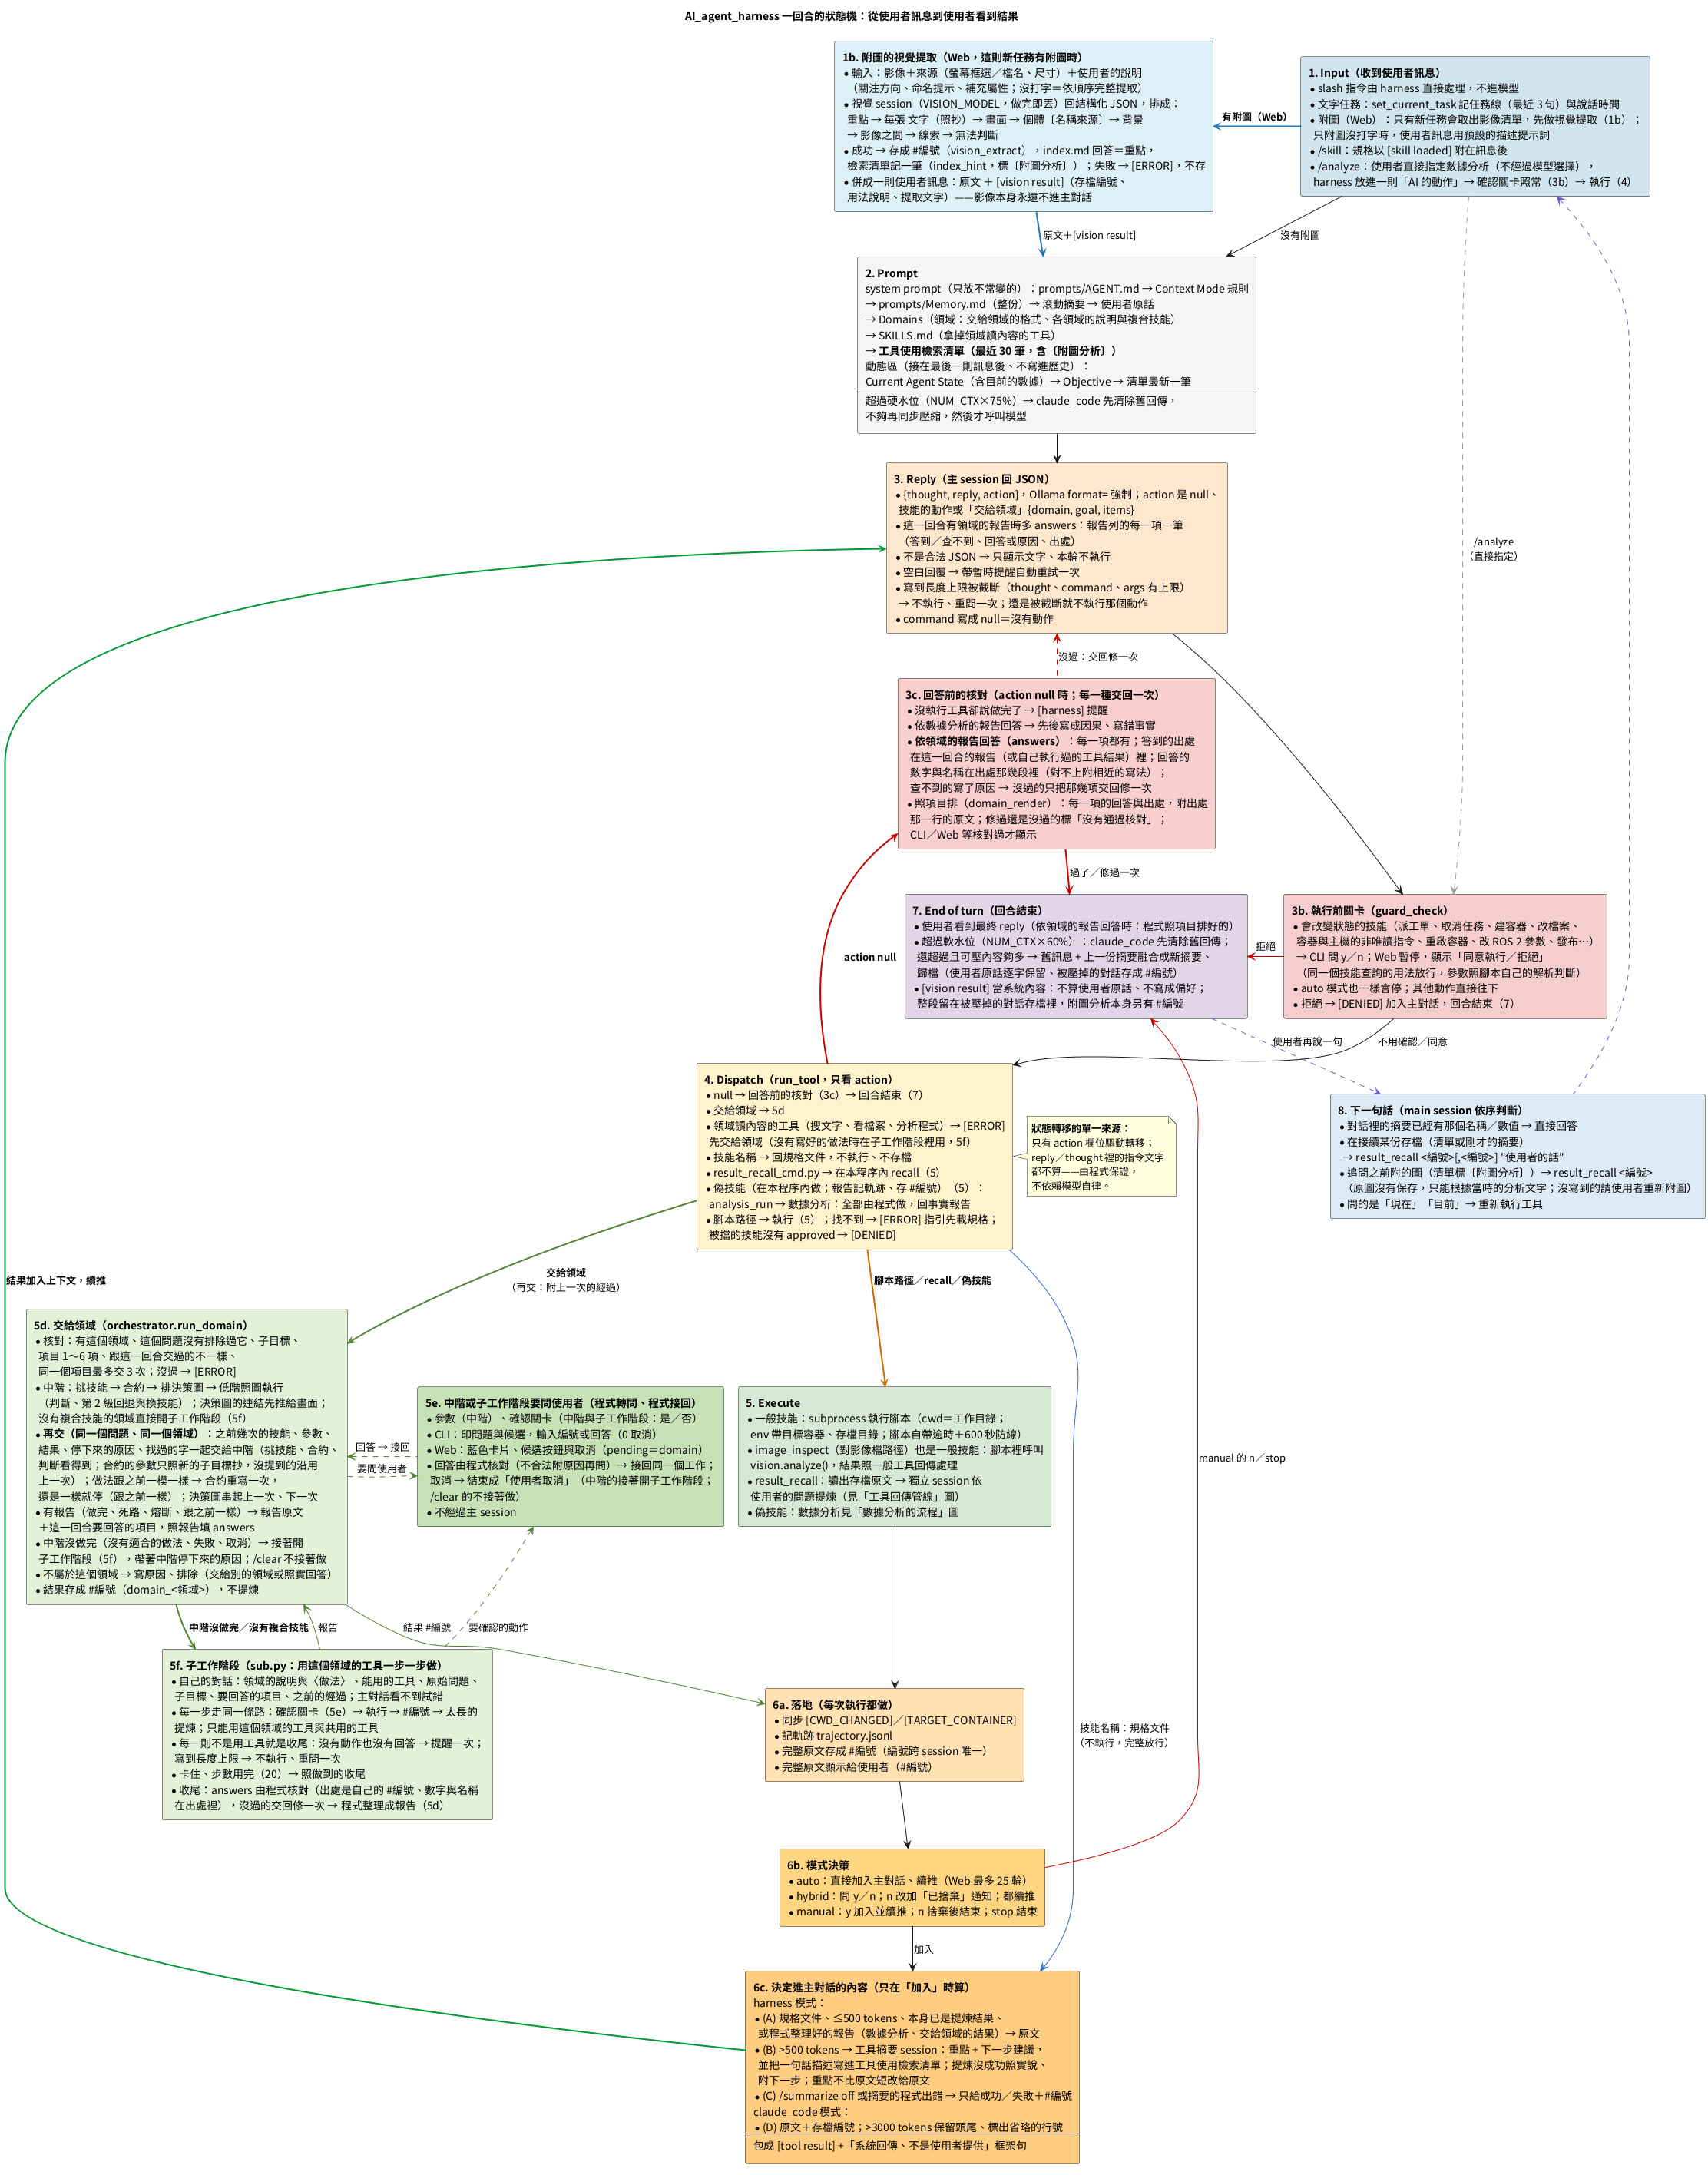 AI_agent_harness 一回合的狀態機：從使用者訊息到使用者看到結果
1b. 附圖的視覺提取（Web，這則新任務有附圖時）
• 輸入：影像＋來源（螢幕框選／檔名、尺寸）＋使用者的說明
（關注方向、命名提示、補充屬性；沒打字＝依順序完整提取）
• 視覺 session（VISION_MODEL，做完即丟）回結構化 JSON，排成：
重點 → 每張 文字（照抄）→ 畫面 → 個體〔名稱來源〕→ 背景
→ 影像之間 → 線索 → 無法判斷
• 成功 → 存成 #編號（vision_extract），index.md 回答＝重點，
檢索清單記一筆（index_hint，標〔附圖分析〕）；失敗 → [ERROR]，不存
• 併成一則使用者訊息：原文 ＋ [vision result]（存檔編號、
用法說明、提取文字）——影像本身永遠不進主對話
有附圖（Web）
1. Input（收到使用者訊息）
• slash 指令由 harness 直接處理，不進模型
• 文字任務：set_current_task 記任務線（最近 3 句）與說話時間
• 附圖（Web）：只有新任務會取出影像清單，先做視覺提取（1b）；
只附圖沒打字時，使用者訊息用預設的描述提示詞
• /skill：規格以 [skill loaded] 附在訊息後
• /analyze：使用者直接指定數據分析（不經過模型選擇），
harness 放進一則「AI 的動作」→ 確認關卡照常（3b）→ 執行（4）
原文＋[vision result]
沒有附圖
2. Prompt
system prompt（只放不常變的）：prompts/AGENT.md → Context Mode 規則
→ prompts/Memory.md（整份）→ 滾動摘要 → 使用者原話
→ Domains（領域：交給領域的格式、各領域的說明與複合技能）
→ SKILLS.md（拿掉領域讀內容的工具）
→ 工具使用檢索清單（最近 30 筆，含〔附圖分析〕）
動態區（接在最後一則訊息後、不寫進歷史）：
Current Agent State（含目前的數據）→ Objective → 清單最新一筆
超過硬水位（NUM_CTX×75%）→ claude_code 先清除舊回傳，
不夠再同步壓縮，然後才呼叫模型
3. Reply（主 session 回 JSON）
• {thought, reply, action}，Ollama format= 強制；action 是 null、
技能的動作或「交給領域」{domain, goal, items}
• 這一回合有領域的報告時多 answers：報告列的每一項一筆
（答到／查不到、回答或原因、出處）
• 不是合法 JSON → 只顯示文字、本輪不執行
• 空白回覆 → 帶暫時提醒自動重試一次
• 寫到長度上限被截斷（thought、command、args 有上限）
→ 不執行、重問一次；還是被截斷就不執行那個動作
• command 寫成 null＝沒有動作
/analyze
（直接指定）
沒過：交回修一次
3c. 回答前的核對（action null 時；每一種交回一次）
• 沒執行工具卻說做完了 → [harness] 提醒
• 依數據分析的報告回答 → 先後寫成因果、寫錯事實
• 依領域的報告回答（answers）：每一項都有；答到的出處
在這一回合的報告（或自己執行過的工具結果）裡；回答的
數字與名稱在出處那幾段裡（對不上附相近的寫法）；
查不到的寫了原因 → 沒過的只把那幾項交回修一次
• 照項目排（domain_render）：每一項的回答與出處，附出處
那一行的原文；修過還是沒過的標「沒有通過核對」；
CLI／Web 等核對過才顯示
過了／修過一次
7. End of turn（回合結束）
• 使用者看到最終 reply（依領域的報告回答時：程式照項目排好的）
• 超過軟水位（NUM_CTX×60%）：claude_code 先清除舊回傳；
還超過且可壓內容夠多 → 舊訊息 + 上一份摘要融合成新摘要、
歸檔（使用者原話逐字保留、被壓掉的對話存成 #編號）
• [vision result] 當系統內容：不算使用者原話、不寫成偏好；
整段留在被壓掉的對話存檔裡，附圖分析本身另有 #編號
拒絕
3b. 執行前關卡（guard_check）
• 會改變狀態的技能（派工單、取消任務、建容器、改檔案、
容器與主機的非唯讀指令、重啟容器、改 ROS 2 參數、發布…）
→ CLI 問 y／n；Web 暫停，顯示「同意執行／拒絕」
（同一個技能查詢的用法放行，參數照腳本自己的解析判斷）
• auto 模式也一樣會停；其他動作直接往下
• 拒絕 → [DENIED] 加入主對話，回合結束（7）
action null
使用者再說一句
不用確認／同意
4. Dispatch（run_tool，只看 action）
• null → 回答前的核對（3c）→ 回合結束（7）
• 交給領域 → 5d
• 領域讀內容的工具（搜文字、看檔案、分析程式）→ [ERROR]
先交給領域（沒有寫好的做法時在子工作階段裡用，5f）
• 技能名稱 → 回規格文件，不執行、不存檔
• result_recall_cmd.py → 在本程序內 recall（5）
• 偽技能（在本程序內做；報告記軌跡、存 #編號）（5）：
analysis_run → 數據分析：全部由程式做，回事實報告
• 腳本路徑 → 執行（5）；找不到 → [ERROR] 指引先載規格；
被擋的技能沒有 approved → [DENIED]
狀態轉移的單一來源：
只有 action 欄位驅動轉移；
reply／thought 裡的指令文字
都不算——由程式保證，
不依賴模型自律。
8. 下一句話（main session 依序判斷）
• 對話裡的摘要已經有那個名稱／數值 → 直接回答
• 在接續某份存檔（清單或剛才的摘要）
→ result_recall <編號>[,<編號>] "使用者的話"
• 追問之前附的圖（清單標〔附圖分析〕）→ result_recall <編號>
（原圖沒有保存，只能根據當時的分析文字；沒寫到的請使用者重新附圖）
• 問的是「現在」「目前」→ 重新執行工具
結果加入上下文，續推
交給領域
（再交：附上一次的經過）
腳本路徑／recall／偽技能
5d. 交給領域（orchestrator.run_domain）
• 核對：有這個領域、這個問題沒有排除過它、子目標、
項目 1～6 項、跟這一回合交過的不一樣、
同一個項目最多交 3 次；沒過 → [ERROR]
• 中階：挑技能 → 合約 → 排決策圖 → 低階照圖執行
（判斷、第 2 級回退與換技能）；決策圖的連結先推給畫面；
沒有複合技能的領域直接開子工作階段（5f）
• 再交（同一個問題、同一個領域）：之前幾次的技能、參數、
結果、停下來的原因、找過的字一起交給中階（挑技能、合約、
判斷看得到；合約的參數只照新的子目標抄，沒提到的沿用
上一次）；做法跟之前一模一樣 → 合約重寫一次，
還是一樣就停（跟之前一樣）；決策圖串起上一次、下一次
• 有報告（做完、死路、熔斷、跟之前一樣）→ 報告原文
＋這一回合要回答的項目，照報告填 answers
• 中階沒做完（沒有適合的做法、失敗、取消）→ 接著開
子工作階段（5f），帶著中階停下來的原因；/clear 不接著做
• 不屬於這個領域 → 寫原因、排除（交給別的領域或照實回答）
• 結果存成 #編號（domain_<領域>），不提煉
回答 → 接回
要問使用者
5e. 中階或子工作階段要問使用者（程式轉問、程式接回）
• 參數（中階）、確認關卡（中階與子工作階段：是／否）
• CLI：印問題與候選，輸入編號或回答（0 取消）
• Web：藍色卡片、候選按鈕與取消（pending＝domain）
• 回答由程式核對（不合法附原因再問）→ 接回同一個工作；
取消 → 結束成「使用者取消」（中階的接著開子工作階段；
/clear 的不接著做）
• 不經過主 session
5. Execute
• 一般技能：subprocess 執行腳本（cwd＝工作目錄；
env 帶目標容器、存檔目錄；腳本自帶逾時＋600 秒防線）
• image_inspect（對影像檔路徑）也是一般技能：腳本裡呼叫
vision.analyze()，結果照一般工具回傳處理
• result_recall：讀出存檔原文 → 獨立 session 依
使用者的問題提煉（見「工具回傳管線」圖）
• 偽技能：數據分析見「數據分析的流程」圖
manual 的 n／stop
中階沒做完／沒有複合技能
報告
結果 #編號
要確認的動作
5f. 子工作階段（sub.py：用這個領域的工具一步一步做）
• 自己的對話：領域的說明與〈做法〉、能用的工具、原始問題、
子目標、要回答的項目、之前的經過；主對話看不到試錯
• 每一步走同一條路：確認關卡（5e）→ 執行 → #編號 → 太長的
提煉；只能用這個領域的工具與共用的工具
• 每一則不是用工具就是收尾：沒有動作也沒有回答 → 提醒一次；
寫到長度上限 → 不執行、重問一次
• 卡住、步數用完（20）→ 照做到的收尾
• 收尾：answers 由程式核對（出處是自己的 #編號、數字與名稱
在出處裡），沒過的交回修一次 → 程式整理成報告（5d）
6a. 落地（每次執行都做）
• 同步 [CWD_CHANGED]／[TARGET_CONTAINER]
• 記軌跡 trajectory.jsonl
• 完整原文存成 #編號（編號跨 session 唯一）
• 完整原文顯示給使用者（#編號）
技能名稱：規格文件
（不執行，完整放行）
6b. 模式決策
• auto：直接加入主對話、續推（Web 最多 25 輪）
• hybrid：問 y／n；n 改加「已捨棄」通知；都續推
• manual：y 加入並續推；n 捨棄後結束；stop 結束
加入
6c. 決定進主對話的內容（只在「加入」時算）
harness 模式：
• (A) 規格文件、≤500 tokens、本身已是提煉結果、
或程式整理好的報告（數據分析、交給領域的結果）→ 原文
• (B) >500 tokens → 工具摘要 session：重點 + 下一步建議，
並把一句話描述寫進工具使用檢索清單；提煉沒成功照實說、
附下一步；重點不比原文短改給原文
• (C) /summarize off 或摘要的程式出錯 → 只給成功／失敗＋#編號
claude_code 模式：
• (D) 原文＋存檔編號；>3000 tokens 保留頭尾、標出省略的行號
包成 [tool result] +「系統回傳、不是使用者提供」框架句